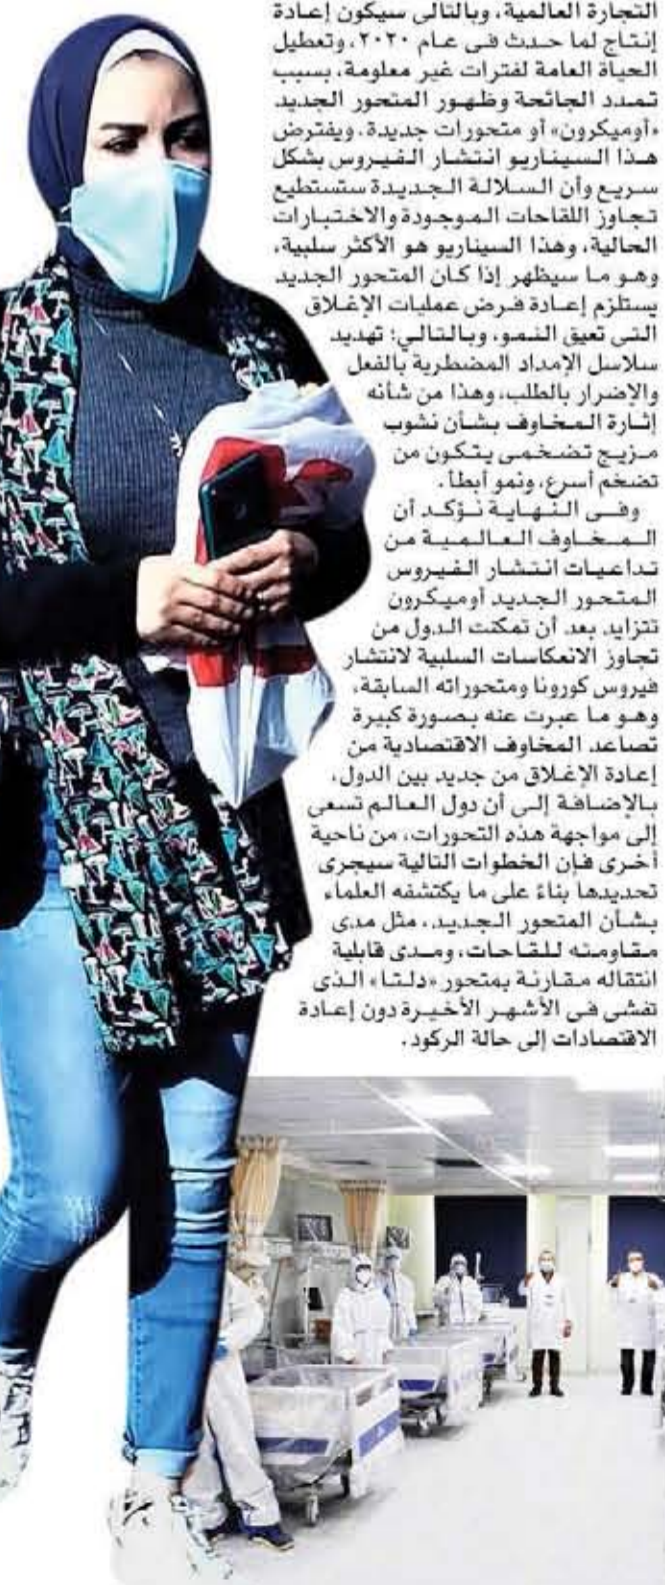 التجارة العالمية، وبالتالى سيكون إعادة
إنتاج لما حدث فى عام ٢٠٢٠، وتعطيل
الحياة العامة لفترات غير معلومة، بسبب
تمدد الجائحة وظهور المتحور الجديد
«أوميكرون» أو متحورات جديدة. ويفترض
هذا السيناريو انتشار الفيروس بشكل
سريع وأن السلالة الجديدة ستستطيع
تجاوز اللقاحات الموجودة والاختبارات
الحالية، وهذا السيناريو هو الأكثر سلبية،
وهو ما سيظهر إذا كان المتحور الجديد
يستلزم إعادة فرض عمليات الإغلاق
التى تعيق النمو، وبالتالي؛ تهديد
سلاسل الإمداد المضطربة بالفعل
والإضرار بالطلب، وهذا من شأنه
إثارة المخاوف بشأن نشوب
مزيج تضخمى يتكون من
تضخم أسرع، ونمو أبطأ.
وفى النهاية نؤكد أن
المخاوف العالمية من
تداعيات انتشار الفيروس
المتحور الجديد أوميكرون
تتزايد بعد أن تمكنت الدول من
تجاوز الانعكاسات السلبية لانتشار
فيروس كورونا ومتحوراته السابقة،
وهو ما عبرت عنه بصورة كبيرة
تصاعد المخاوف الاقتصادية من
إعادة الإغلاق من جديد بين الدول،
بالإضافة إلى أن دول العالم تسعى
إلى مواجهة هذه التحورات، من ناحية
أخرى فإن الخطوات التالية سيجرى
تحديدها بناءً على ما يكتشفه العلماء
بشأن المتحور الجديد، مثل مدى
مقاومته للقاحات، ومدى قابلية
انتقاله مقارنة بمتحور «دلتا» الذى
تفشى فى الأشهر الأخيرة دون إعادة
الاقتصادات إلى حالة الركود.